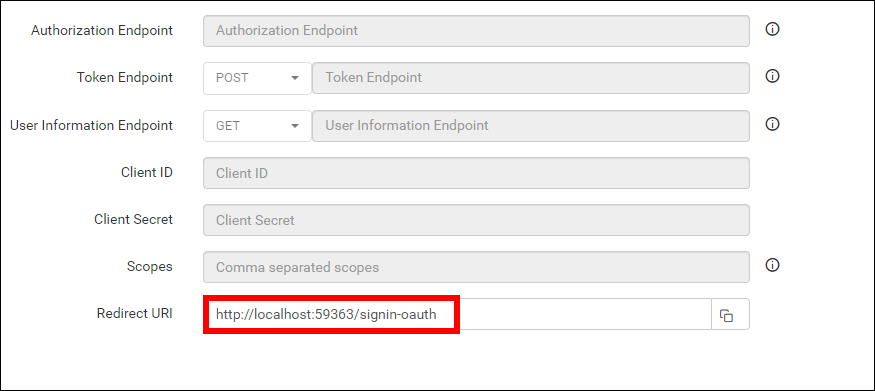 Authorization Endpoint Authorization Endpoint
Token Endpoint POST Token Endpoint
User Information Endpoint GET User Information Endpoint
Client ID Client ID
Client Secret Client Secret
Scopes Comma separated scopes
Redirect URI http://localhost:59363/signin-oauth